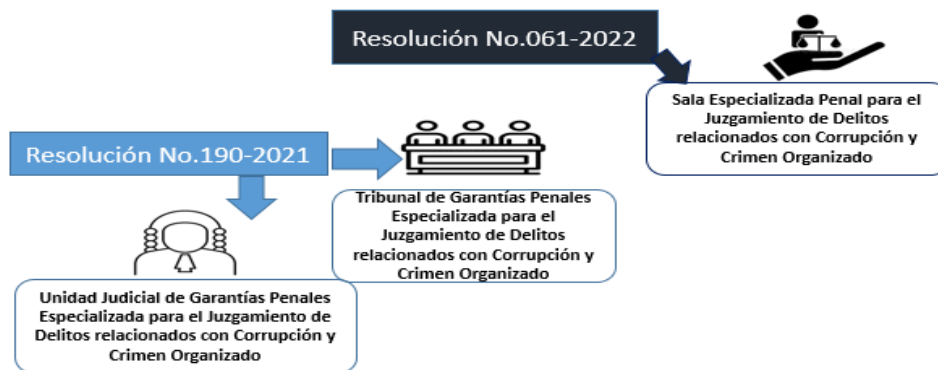 Resolución No.061-2022
Sala Especializada Penal para el
Juzgamiento de Delitos
relacionados con Corrupción y
Crimen Organizado
Resolución No.190-2021
Tribunal de Garantías Penales
Especializada para el
Juzgamiento de Delitos
relacionados con Corrupción y
Crimen Organizado
Unidad Judicial de Garantías Penales
Especializada para el Juzgamiento de
Delitos relacionados con Corrupción y
Crimen Organizado